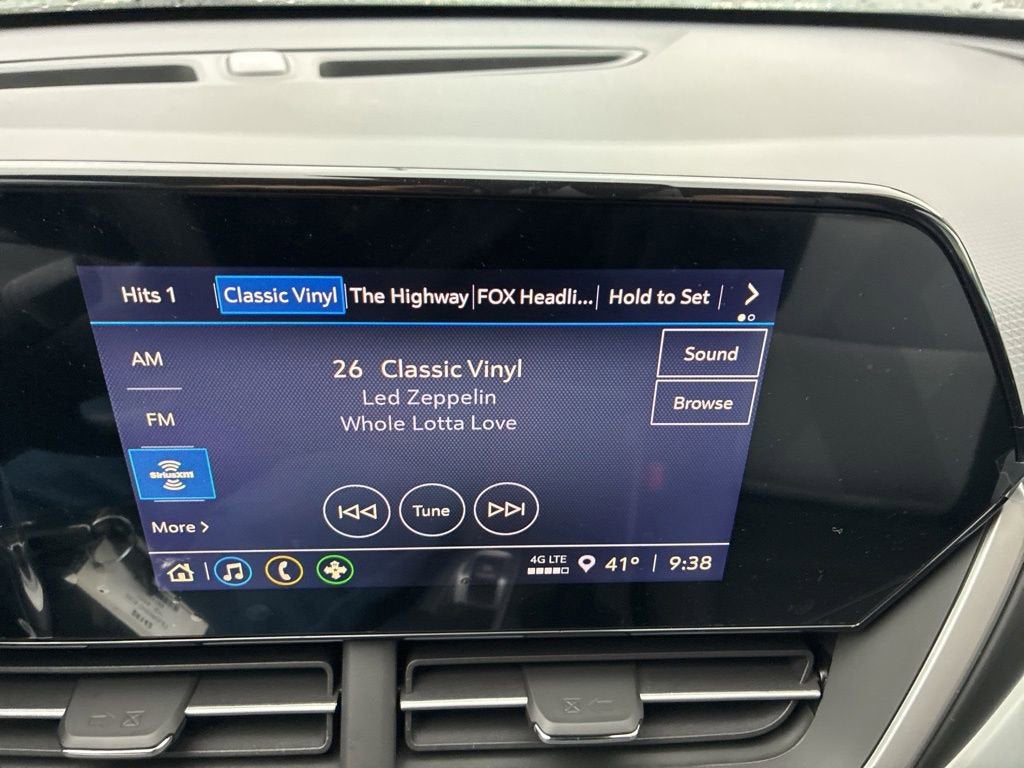 Hits 1 Classic Vinyl The Highway FOX Headli... Hold to Set
AM
26 Classic Vinyl
Sound
Led Zeppelin
Browse
FM
Whole Lotta Love
SiriusXM
Tune
More >
4G LTE
41° 9:38